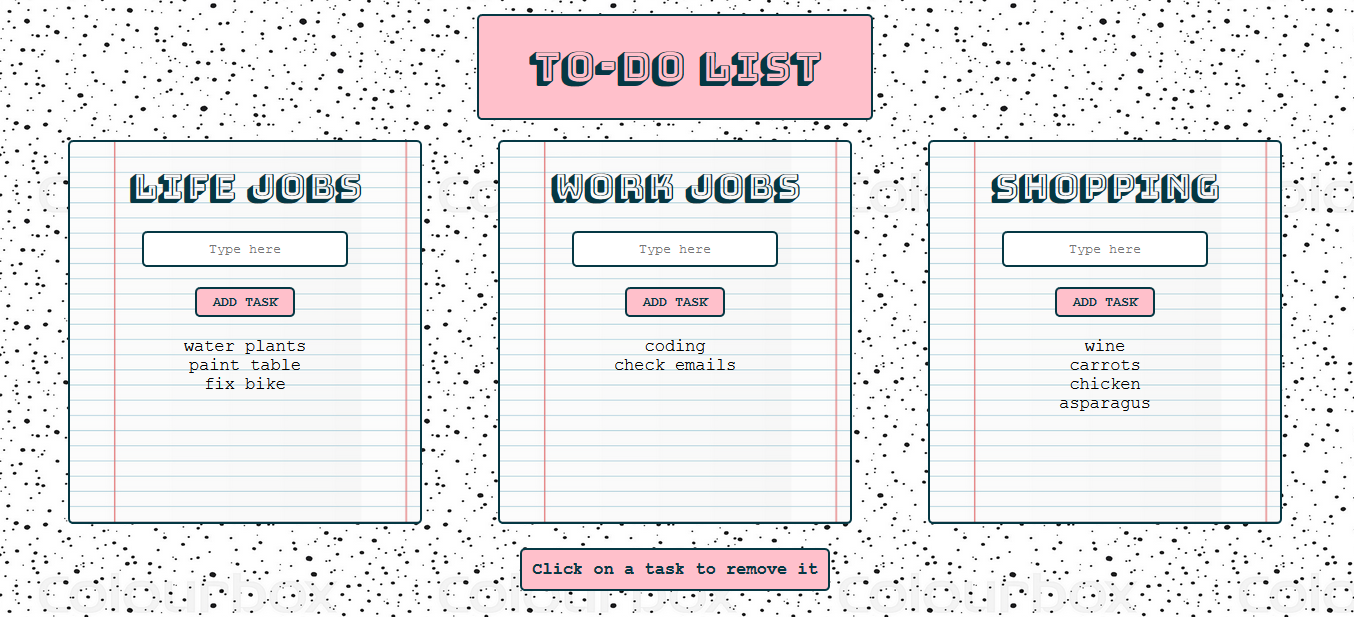 TO-DO LIST
LIFE JOBS
Type here
ADD TASK
water plants
paint table
fix bike
WORK JOBS
Type here
ADD TASK
coding
check emails
SHOPPING
Type here
ADD TASK
wine
carrots
chicken
asparagus
Click on a task to remove it
Colourbox